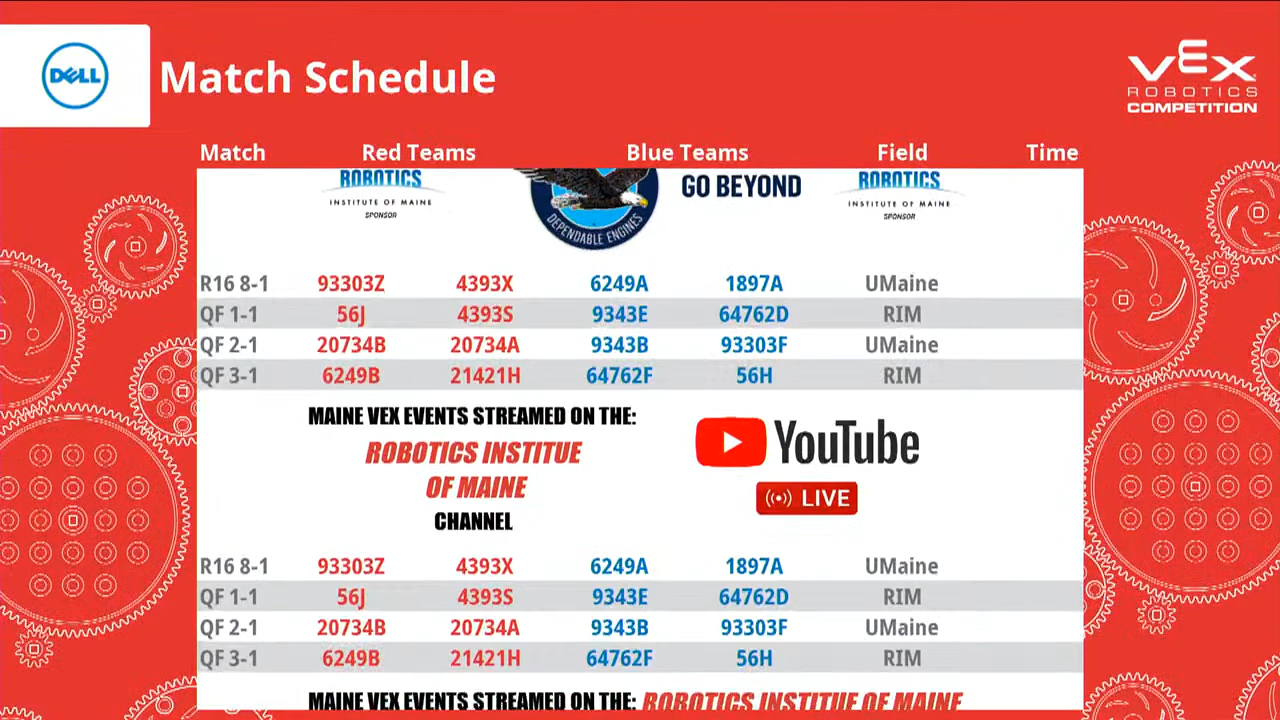 DELL
Match Schedule
VEX
ROBOTICS
COMPETITION
Match Red Teams Blue Teams Field Time
ROBOTICS
INSTITUTE OF MAINE
SPONSOR
DEPENDABLE ENGINES
GO BEYOND
ROBOTICS
INSTITUTE OF MAINE
SPONSOR
R16 8-1 93303Z 4393X 6249A 1897A UMaine
QF 1-1 56J 4393S 9343E 64762D RIM
QF 2-1 20734B 20734A 9343B 93303F UMaine
QF 3-1 6249B 21421H 64762F 56H RIM
MAINE VEX EVENTS STREAMED ON THE:
ROBOTICS INSTITUE
OF MAINE
CHANNEL
YouTube
LIVE
R16 8-1 93303Z 4393X 6249A 1897A UMaine
QF 1-1 56J 4393S 9343E 64762D RIM
QF 2-1 20734B 20734A 9343B 93303F UMaine
QF 3-1 6249B 21421H 64762F 56H RIM
MAINE VEX EVENTS STREAMED ON THE: ROBOTICS INSTITUE OF MAINE